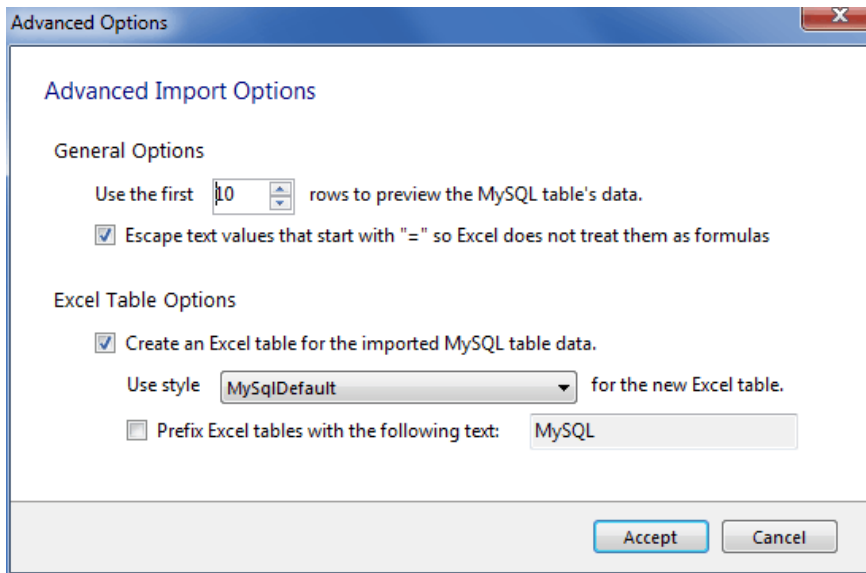 Advanced Options
Advanced Import Options
General Options
Use the first 10 rows to preview the MySQL table's data.
Escape text values that start with "=" so Excel does not treat them as formulas
Excel Table Options
Create an Excel table for the imported MySQL table data.
Use style MySqlDefault for the new Excel table.
Prefix Excel tables with the following text: MySQL
Accept Cancel